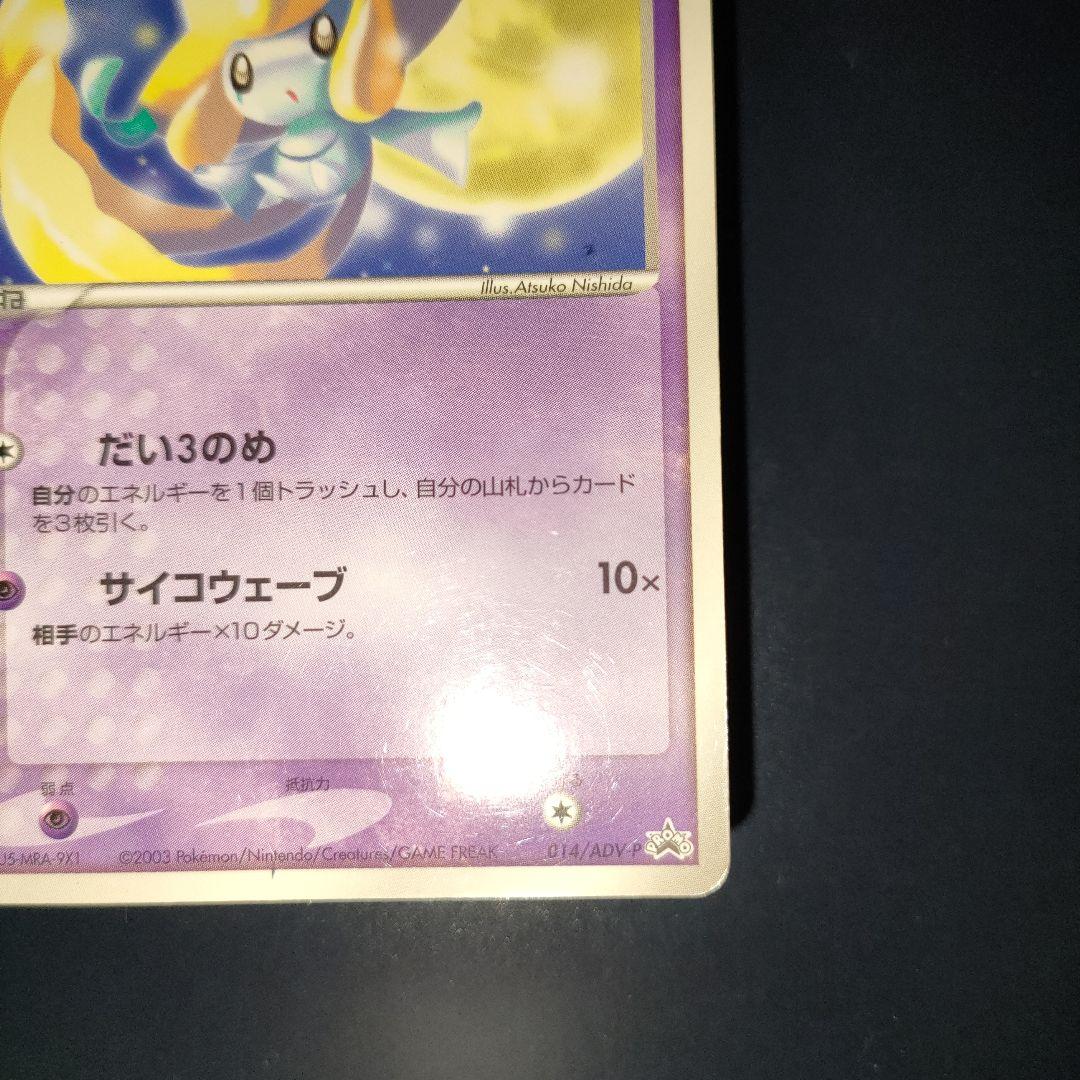 Illus.Atsuko Nishida
だい3のめ
自分のエネルギーを1個トラッシュし、自分の山札からカード
を3枚引く。
サイコウェーブ 10×
相手のエネルギー×10ダメージ。
弱点 抵抗力
U5-MRA-9X1 ©2003 Pokémon/Nintendo/Creatures/GAME FREAK 014/ADV-P PROMO